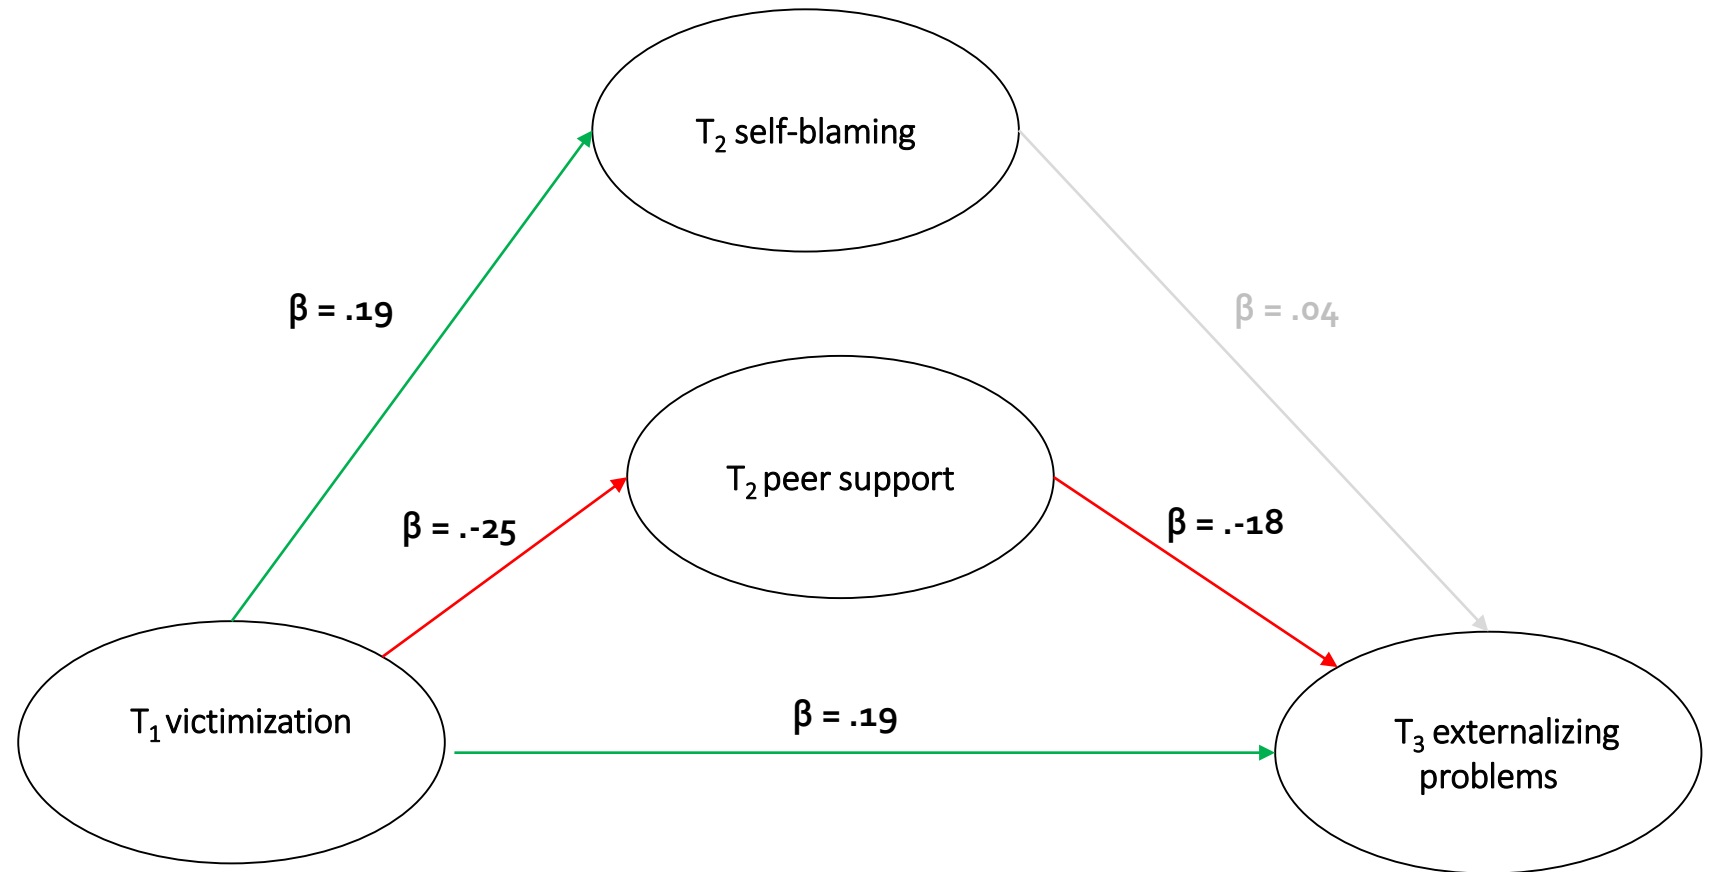 T₂ self-blaming
β = .19
β = .04
T₂ peer support
β = .-25
β = .-18
T₁ victimization
β = .19
T₃ externalizing
problems